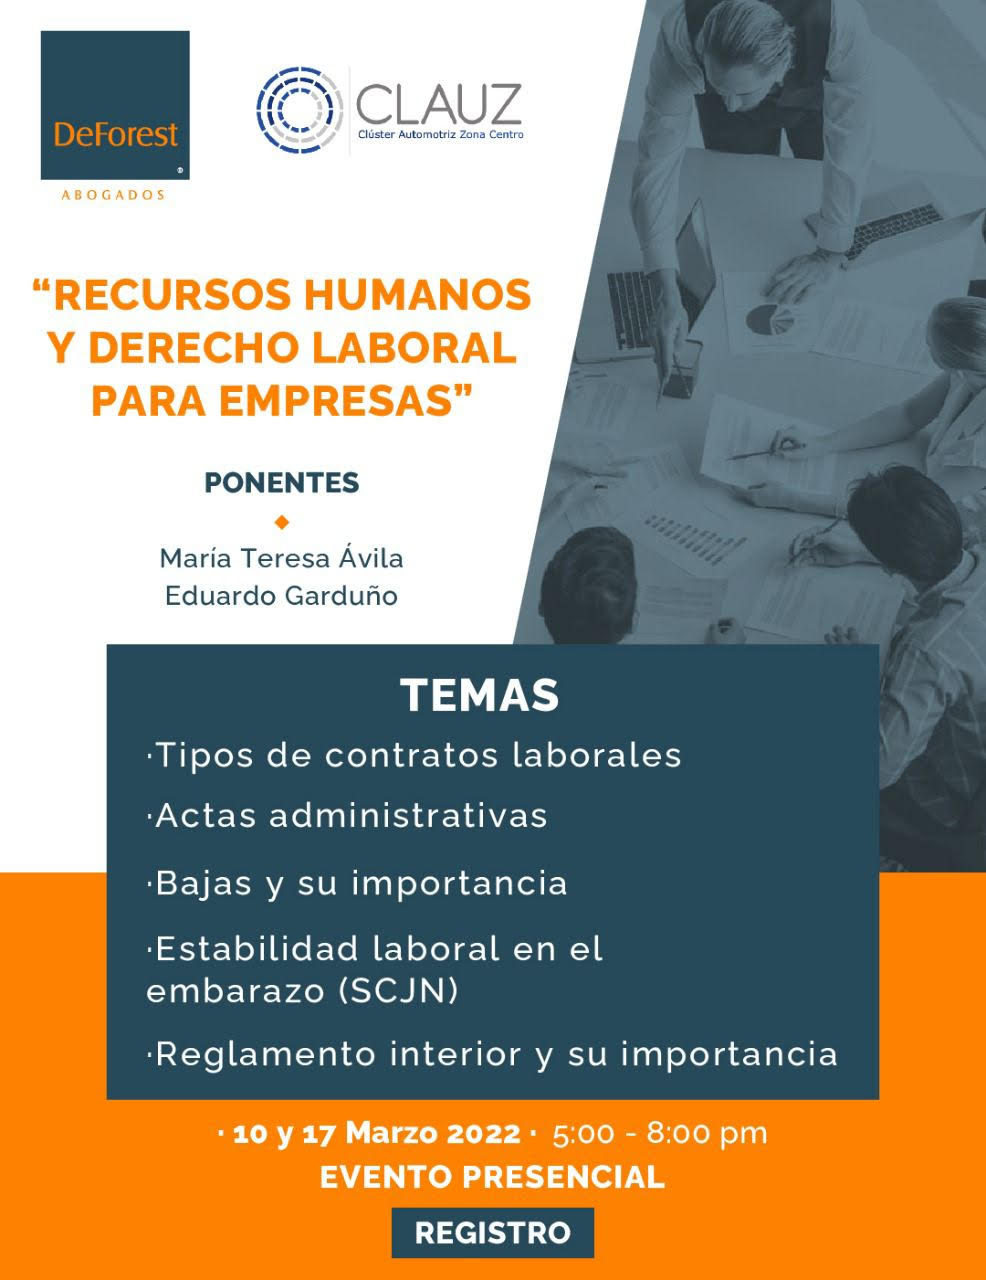 DeForest
®
ABOGADOS
CLAUZ
Clúster Automotriz Zona Centro
“RECURSOS HUMANOS
Y DERECHO LABORAL
PARA EMPRESAS”
PONENTES
María Teresa Ávila
Eduardo Garduño
TEMAS
·Tipos de contratos laborales
·Actas administrativas
·Bajas y su importancia
·Estabilidad laboral en el
embarazo (SCJN)
·Reglamento interior y su importancia
· 10 y 17 Marzo 2022 · 5:00 - 8:00 pm
EVENTO PRESENCIAL
REGISTRO